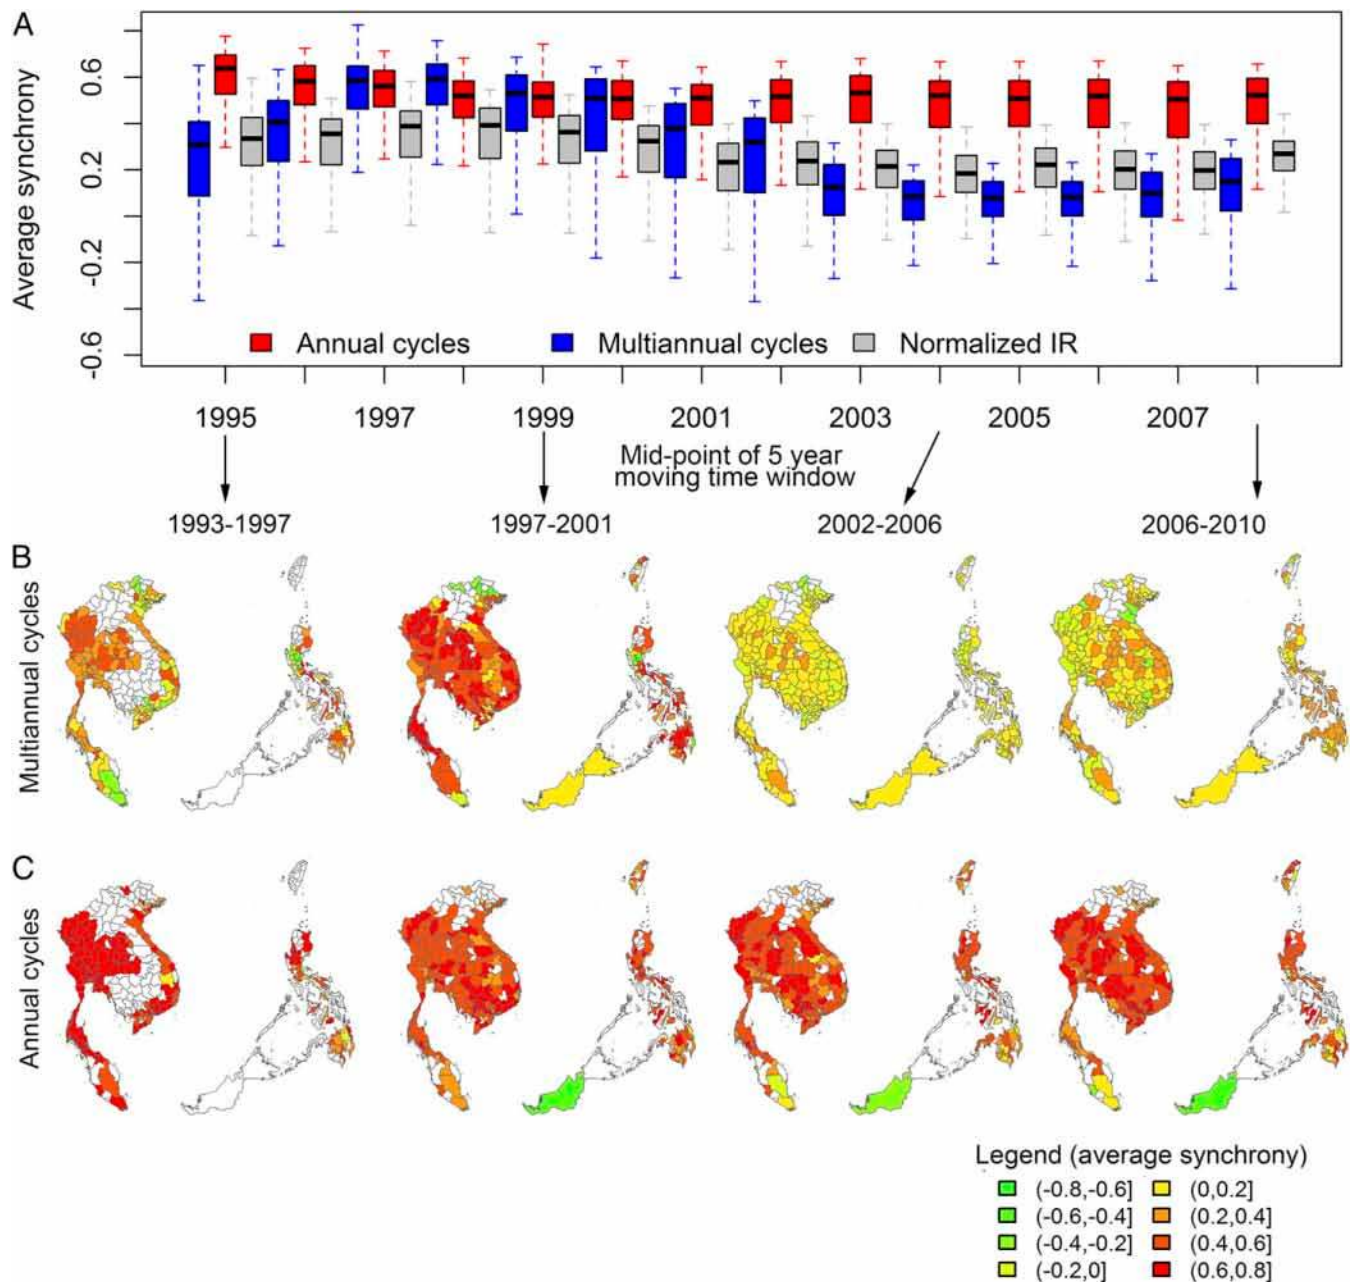 A
Average synchrony
0.6
0.2
-0.2
-0.6
Annual cycles
Multiannual cycles
Normalized IR
1995
1997
1999
2001
2003
2005
2007
Mid-point of 5 year
moving time window
1993-1997
1997-2001
2002-2006
2006-2010
B
Multiannual cycles
C
Annual cycles
Legend (average synchrony)
(-0.8,-0.6]
(0,0.2]
(-0.6,-0.4]
(0.2,0.4]
(-0.4,-0.2]
(0.4,0.6]
(-0.2,0]
(0.6,0.8]